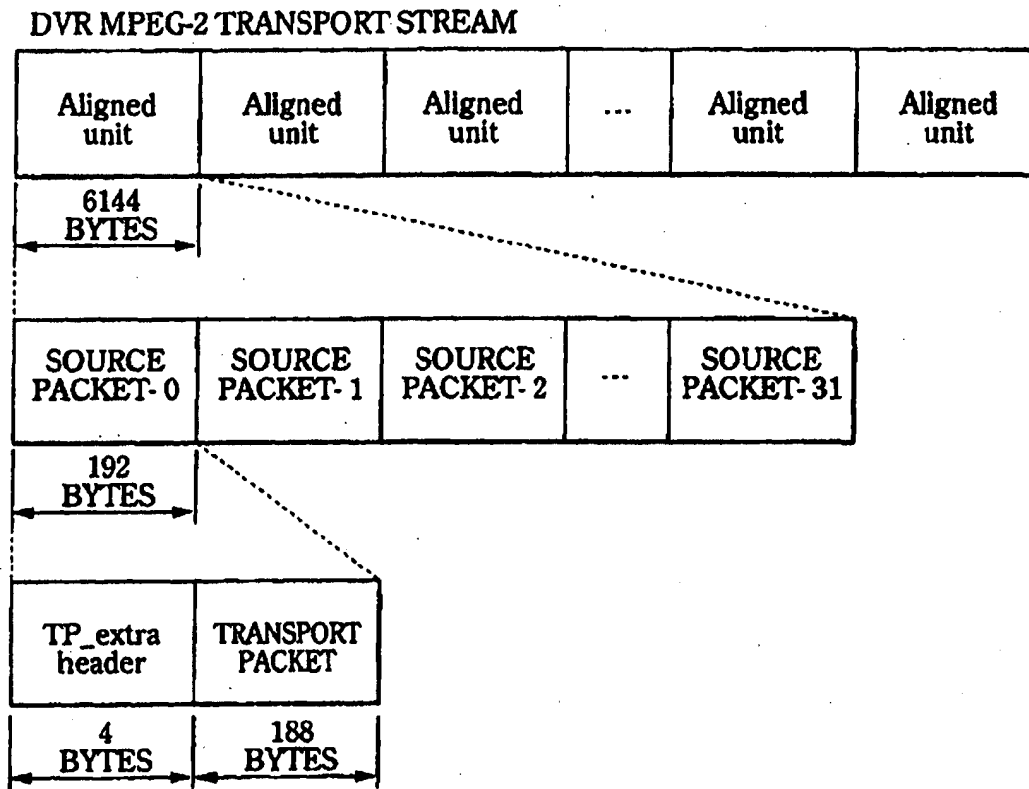 DVR MPEG-2 TRANSPORT STREAM
Aligned unit
Aligned unit
Aligned unit
...
Aligned unit
Aligned unit
6144 BYTES
SOURCE PACKET- 0
SOURCE PACKET- 1
SOURCE PACKET- 2
...
SOURCE PACKET- 31
192 BYTES
TP_extra header
TRANSPORT PACKET
4 BYTES
188 BYTES